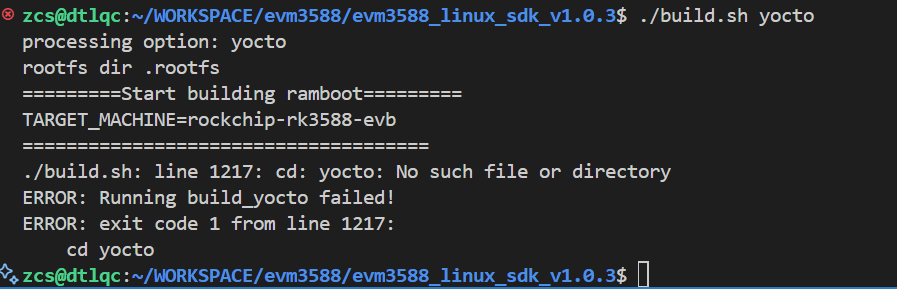 zcs@dtlqc:~/WORKSPACE/evm3588/evm3588_linux_sdk_v1.0.3$ ./build.sh yocto
processing option: yocto
rootfs dir .rootfs
=========Start building ramboot=========
TARGET_MACHINE=rockchip-rk3588-evb
=====================================
./build.sh: line 1217: cd: yocto: No such file or directory
ERROR: Running build_yocto failed!
ERROR: exit code 1 from line 1217:
    cd yocto
zcs@dtlqc:~/WORKSPACE/evm3588/evm3588_linux_sdk_v1.0.3$